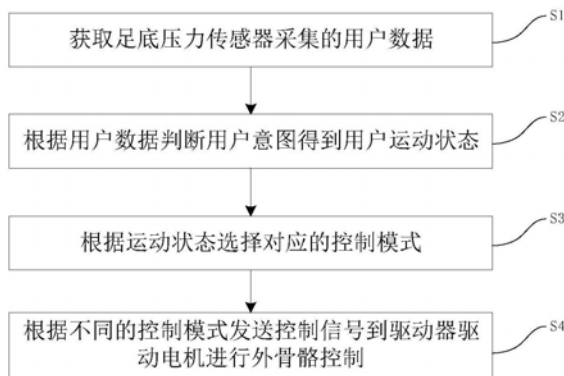 获取足底压力传感器采集的用户数据
S1
根据用户数据判断用户意图得到用户运动状态
S2
根据运动状态选择对应的控制模式
S3
根据不同的控制模式发送控制信号到驱动器驱
动电机进行外骨骼控制
S4